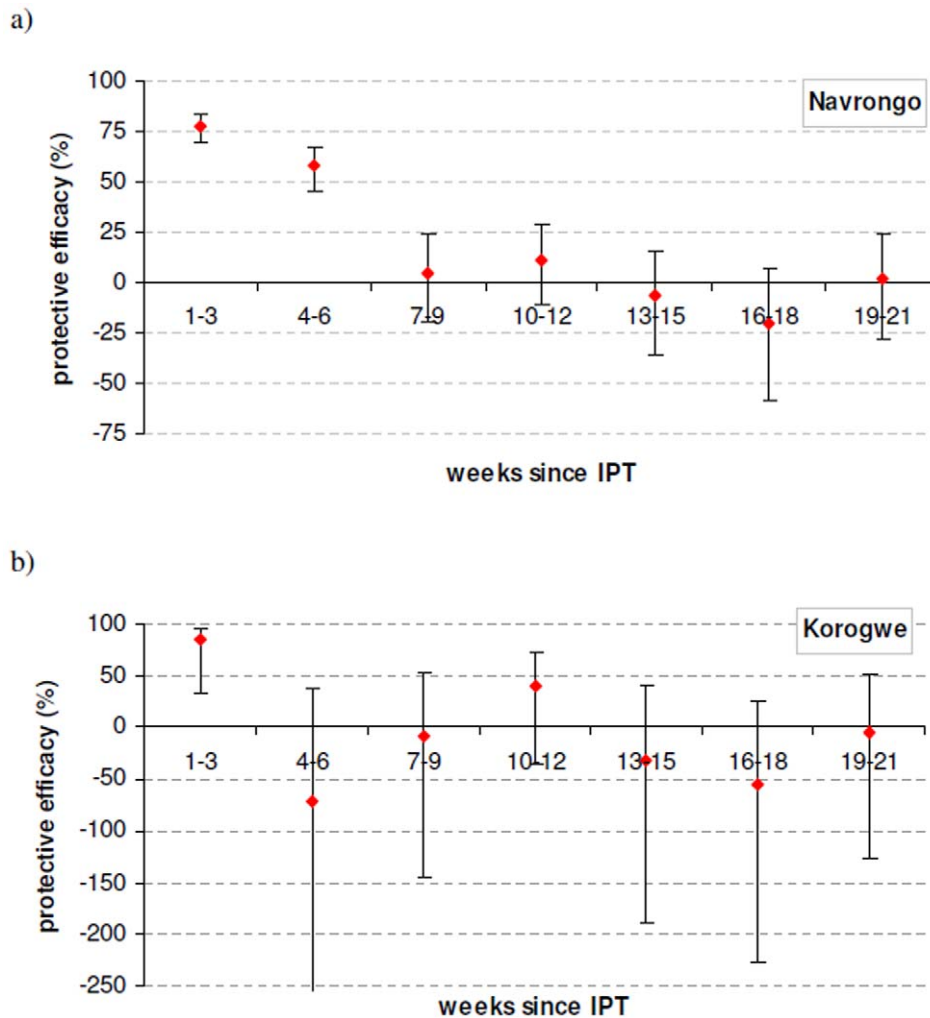 a)
100
Navrongo
75
50
25
0
-25
-50
-75
1-3 4-6 7-9 10-12 13-15 16-18 19-21
protective efficacy (%)
weeks since IPT
b)
100
Korogwe
50
0
-50
-100
-150
-200
-250
1-3 4-6 7-9 10-12 13-15 16-18 19-21
protective efficacy (%)
weeks since IPT